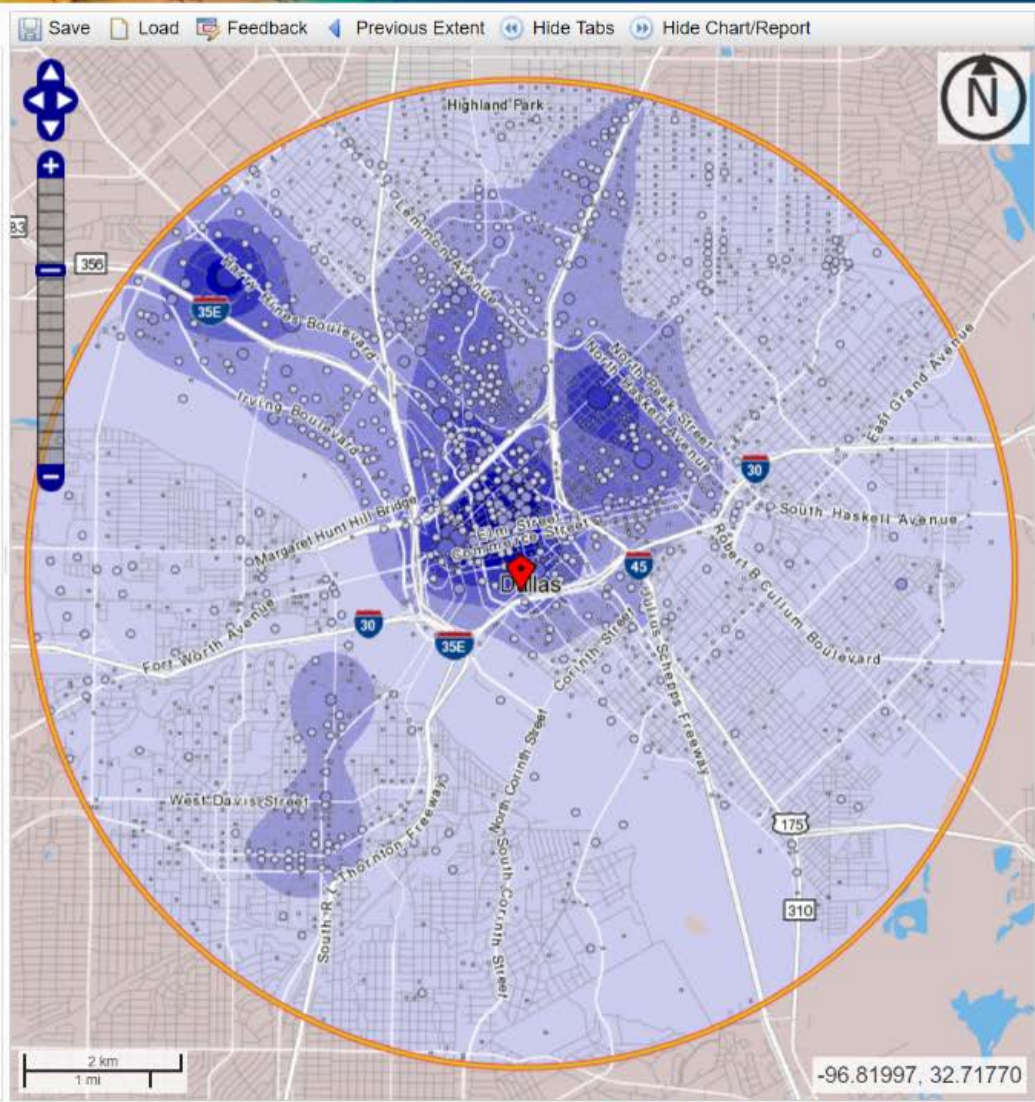 Save Load Feedback Previous Extent Hide Tabs Hide Chart/Report
Highland Park
N
Lemmon Avenue
356
Harry Hines Boulevard
35E
North Peak Street
North Haskell Avenue
East Grand Avenue
Irving Boulevard
30
Margaret Hunt Hill Bridge
Elm Street
Commerce Street
South Haskell Avenue
Robert B Cullum Boulevard
45
Dallas
30
35E
Fort Worth Avenue
Corinth Street
Julius Schepps Freeway
West Davis Street
South R L Thornton Freeway
North Corinth Street
South Corinth Street
175
310
2 km
1 mi
-96.81997, 32.71770